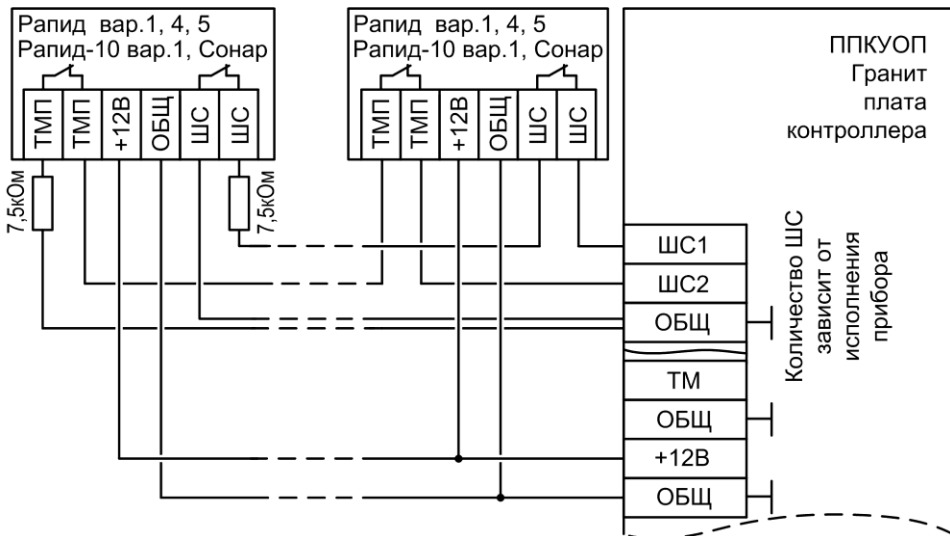 Рапид вар.1, 4, 5
Рапид-10 вар.1, Сонар
ТМП
ТМП
+12В
ОБЩ
ШС
ШС
7,5кОм
7,5кОм
Рапид вар.1, 4, 5
Рапид-10 вар.1, Сонар
ТМП
ТМП
+12В
ОБЩ
ШС
ШС
ППКУОП
Гранит
плата
контроллера
ШС1
ШС2
ОБЩ
ТМ
ОБЩ
+12В
ОБЩ
Количество ШС
зависит от
исполнения
прибора